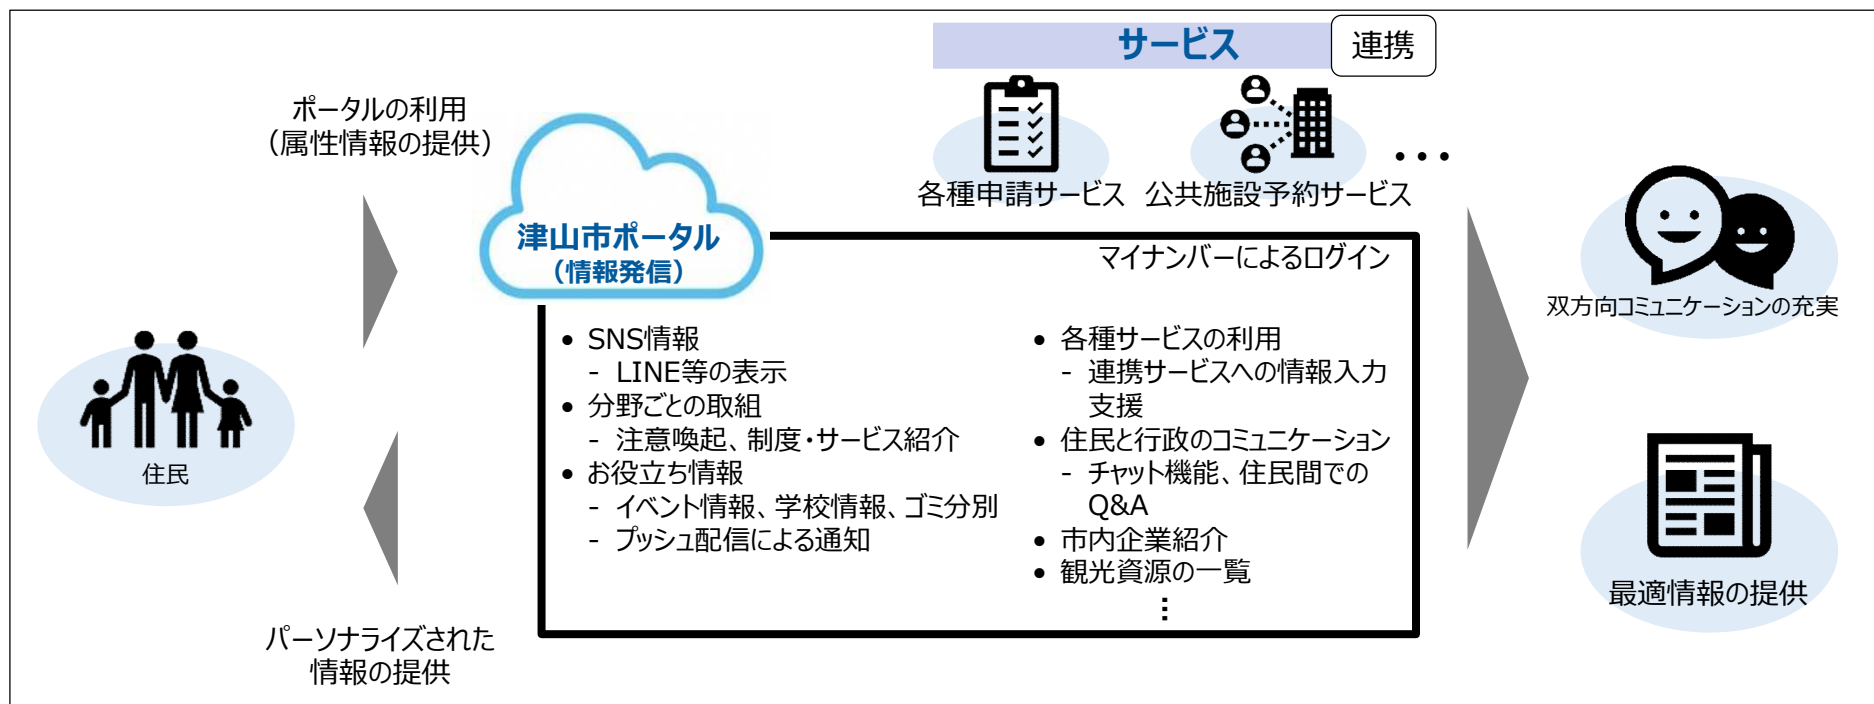 サービス
連携
ポータルの利用
（属性情報の提供）
各種申請サービス
公共施設予約サービス
・・・
津山市ポータル
（情報発信）
マイナンバーによるログイン
• SNS情報
- LINE等の表示
• 分野ごとの取組
- 注意喚起、制度・サービス紹介
• お役立ち情報
- イベント情報、学校情報、ゴミ分別
- プッシュ配信による通知
• 各種サービスの利用
- 連携サービスへの情報入力
支援
• 住民と行政のコミュニケーション
- チャット機能、住民間での
Q&A
• 市内企業紹介
• 観光資源の一覧
⋮
住民
パーソナライズされた
情報の提供
双方向コミュニケーションの充実
最適情報の提供